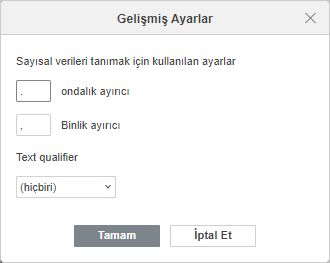 Gelişmiş Ayarlar
Sayısal verileri tanımak için kullanılan ayarlar
. ondalık ayırıcı
, Binlik ayırıcı
Text qualifier
(hiçbiri)
Tamam İptal Et